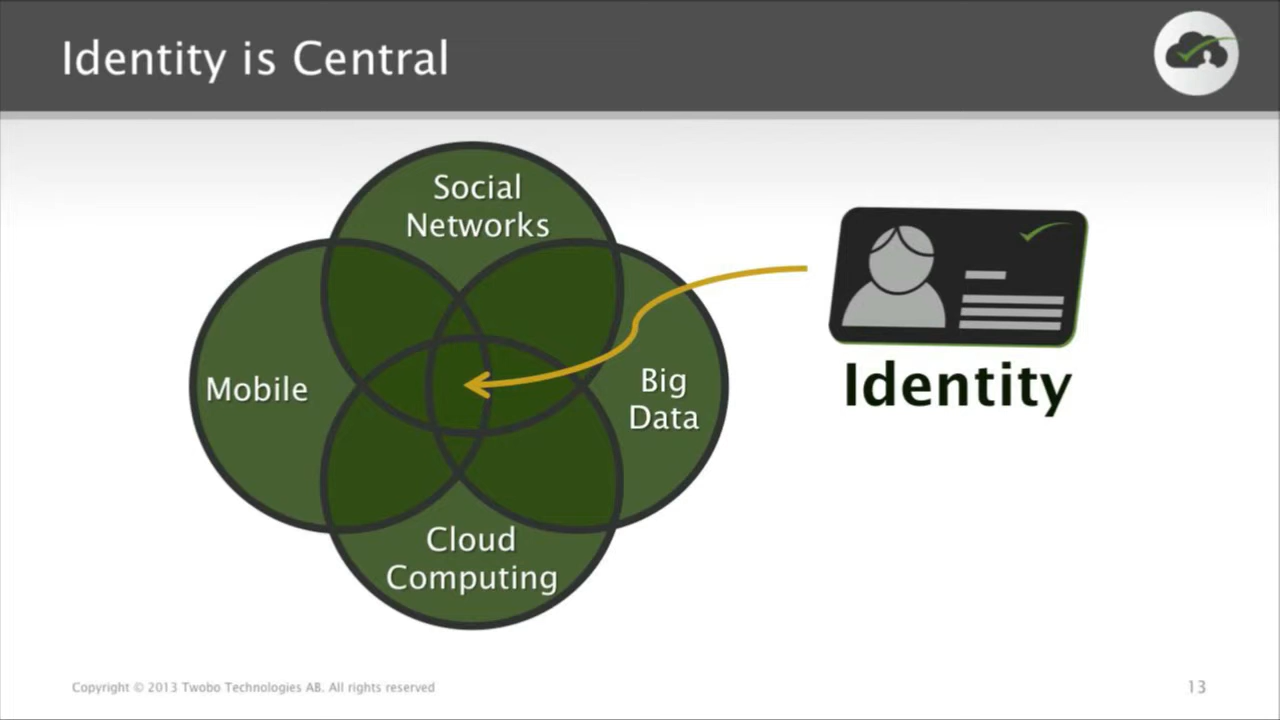 Identity is Central
Social
Networks
Mobile
Big
Data
Cloud
Computing
Identity
Copyright © 2013 Twobo Technologies AB. All rights reserved
13